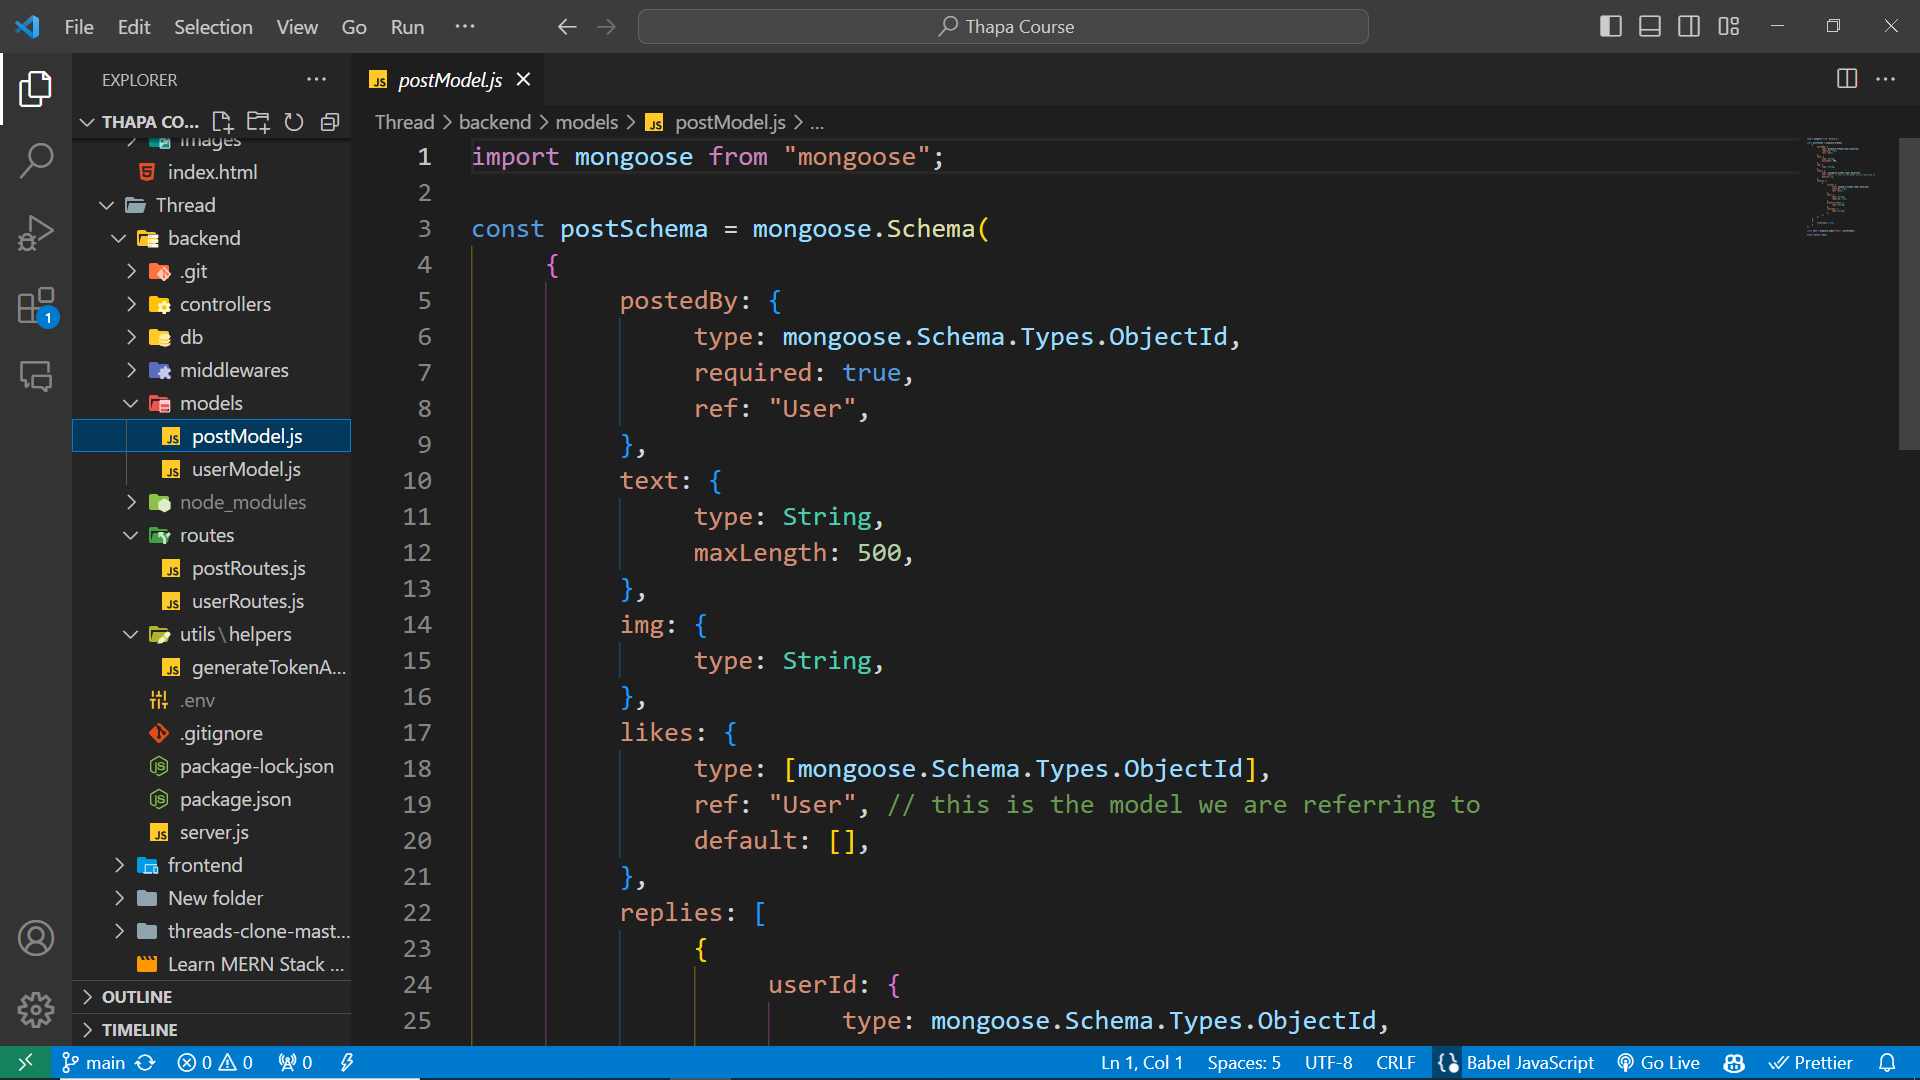 File Edit Selection View Go Run ... Thapa Course
EXPLORER
THAPA CO...
images
index.html
Thread
backend
.git
controllers
db
middlewares
models
postModel.js
userModel.js
node_modules
routes
postRoutes.js
userRoutes.js
utils\helpers
generateTokenA...
.env
.gitignore
package-lock.json
package.json
server.js
frontend
New folder
threads-clone-mast...
Learn MERN Stack ...
OUTLINE
TIMELINE
1
postModel.js
Thread > backend > models > postModel.js > ...
1 import mongoose from "mongoose";
2
3 const postSchema = mongoose.Schema(
4 {
5 postedBy: {
6 type: mongoose.Schema.Types.ObjectId,
7 required: true,
8 ref: "User",
9 },
10 text: {
11 type: String,
12 maxLength: 500,
13 },
14 img: {
15 type: String,
16 },
17 likes: {
18 type: [mongoose.Schema.Types.ObjectId],
19 ref: "User", // this is the model we are referring to
20 default: [],
21 },
22 replies: [
23 {
24 userId: {
25 type: mongoose.Schema.Types.ObjectId,
main 0 0 0 Ln 1, Col 1 Spaces: 5 UTF-8 CRLF Babel JavaScript Go Live Prettier